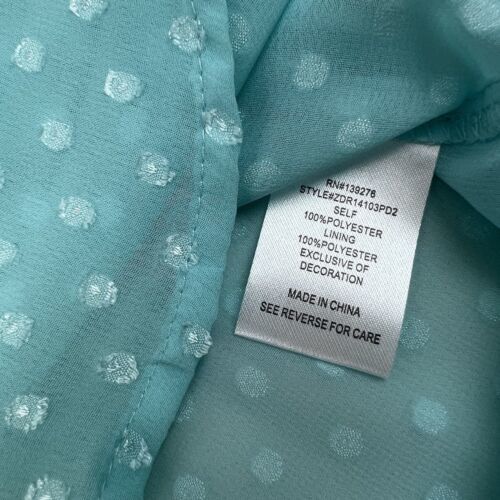 RN#139276
STYLE#ZDR14103PD2
SELF
100%POLYESTER
LINING
100%POLYESTER
EXCLUSIVE OF
DECORATION
MADE IN CHINA
SEE REVERSE FOR CARE